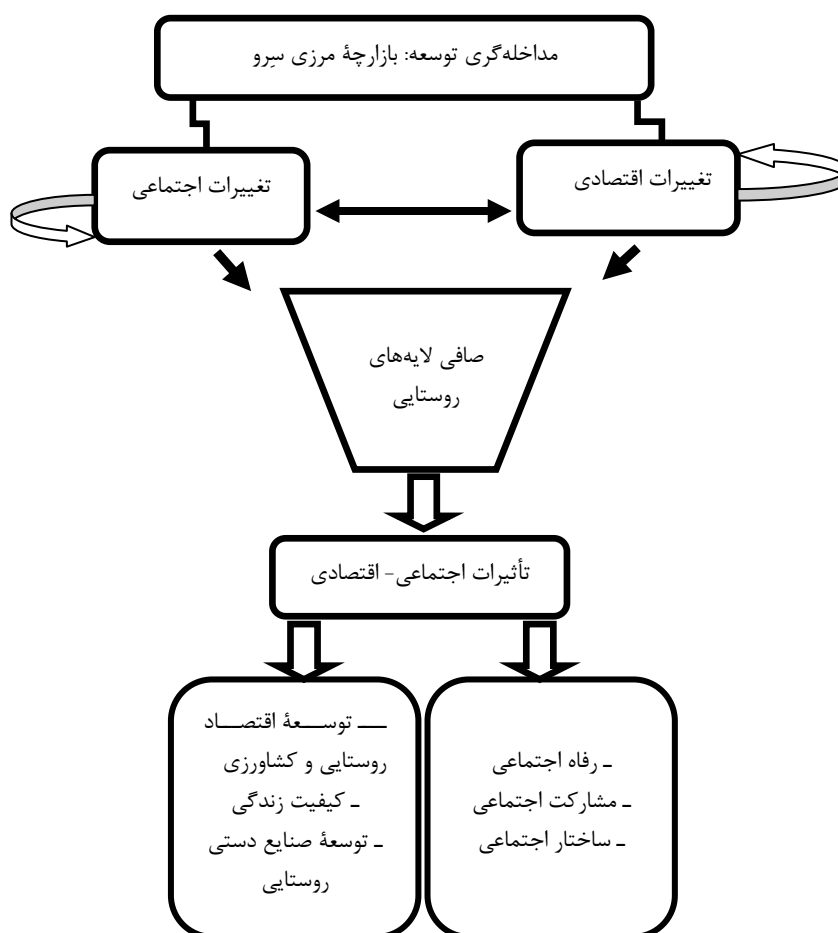 مداخله‌گری توسعه: بازارچهٔ مرزی سِرو
تغییرات اقتصادی
تغییرات اجتماعی
صافی لایه‌های
روستایی
تأثیرات اجتماعی- اقتصادی
ـ رفاه اجتماعی
ـ مشارکت اجتماعی
ـ ساختار اجتماعی
ـــ توســـعهٔ اقتصـــاد
روستایی و کشاورزی
ـ کیفیت زندگی
ـ توسعهٔ صنایع دستی
روستایی